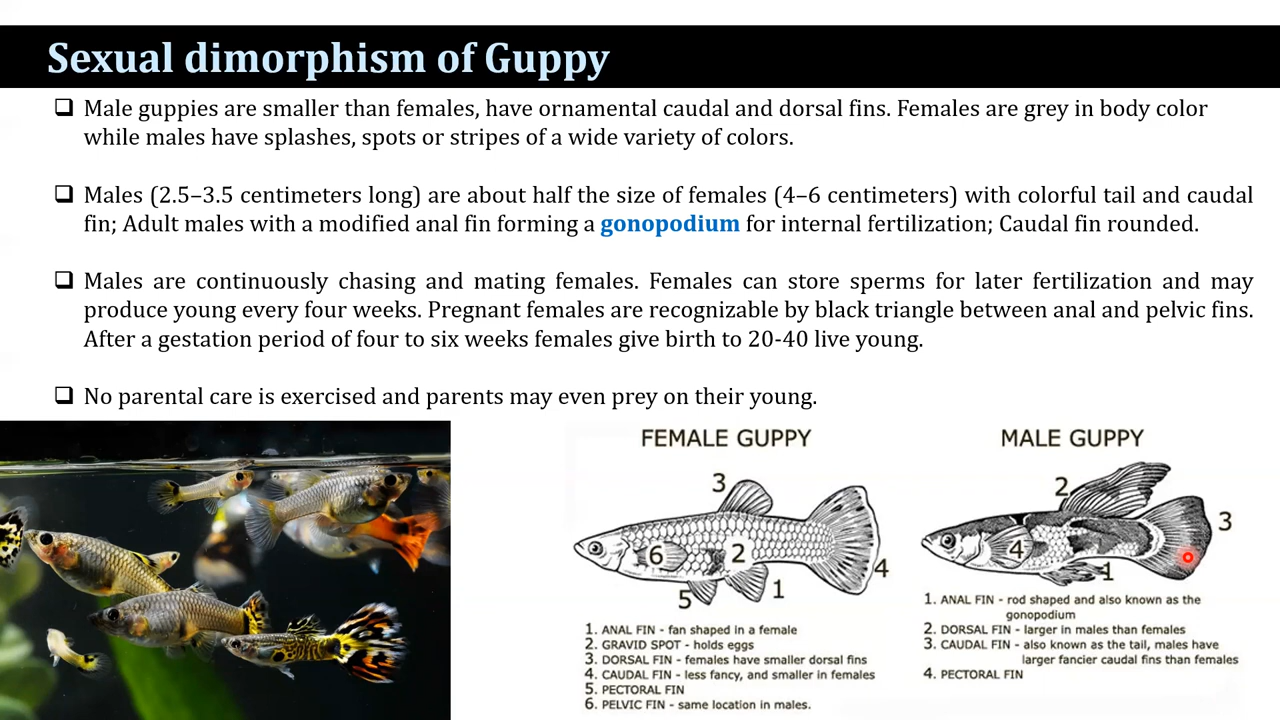 Sexual dimorphism of Guppy
❑ Male guppies are smaller than females, have ornamental caudal and dorsal fins. Females are grey in body color
while males have splashes, spots or stripes of a wide variety of colors.
❑ Males (2.5–3.5 centimeters long) are about half the size of females (4–6 centimeters) with colorful tail and caudal
fin; Adult males with a modified anal fin forming a gonopodium for internal fertilization; Caudal fin rounded.
❑ Males are continuously chasing and mating females. Females can store sperms for later fertilization and may
produce young every four weeks. Pregnant females are recognizable by black triangle between anal and pelvic fins.
After a gestation period of four to six weeks females give birth to 20-40 live young.
❑ No parental care is exercised and parents may even prey on their young.
FEMALE GUPPY
3
6
2
4
5
1
1. ANAL FIN - fan shaped in a female
2. GRAVID SPOT - holds eggs
3. DORSAL FIN - females have smaller dorsal fins
4. CAUDAL FIN - less fancy, and smaller in females
5. PECTORAL FIN
6. PELVIC FIN - same location in males.
MALE GUPPY
2
3
4
1
1. ANAL FIN - rod shaped and also known as the
gonopodium
2. DORSAL FIN - larger in males than females
3. CAUDAL FIN - also known as the tail, males have
larger fancier caudal fins than females
4. PECTORAL FIN